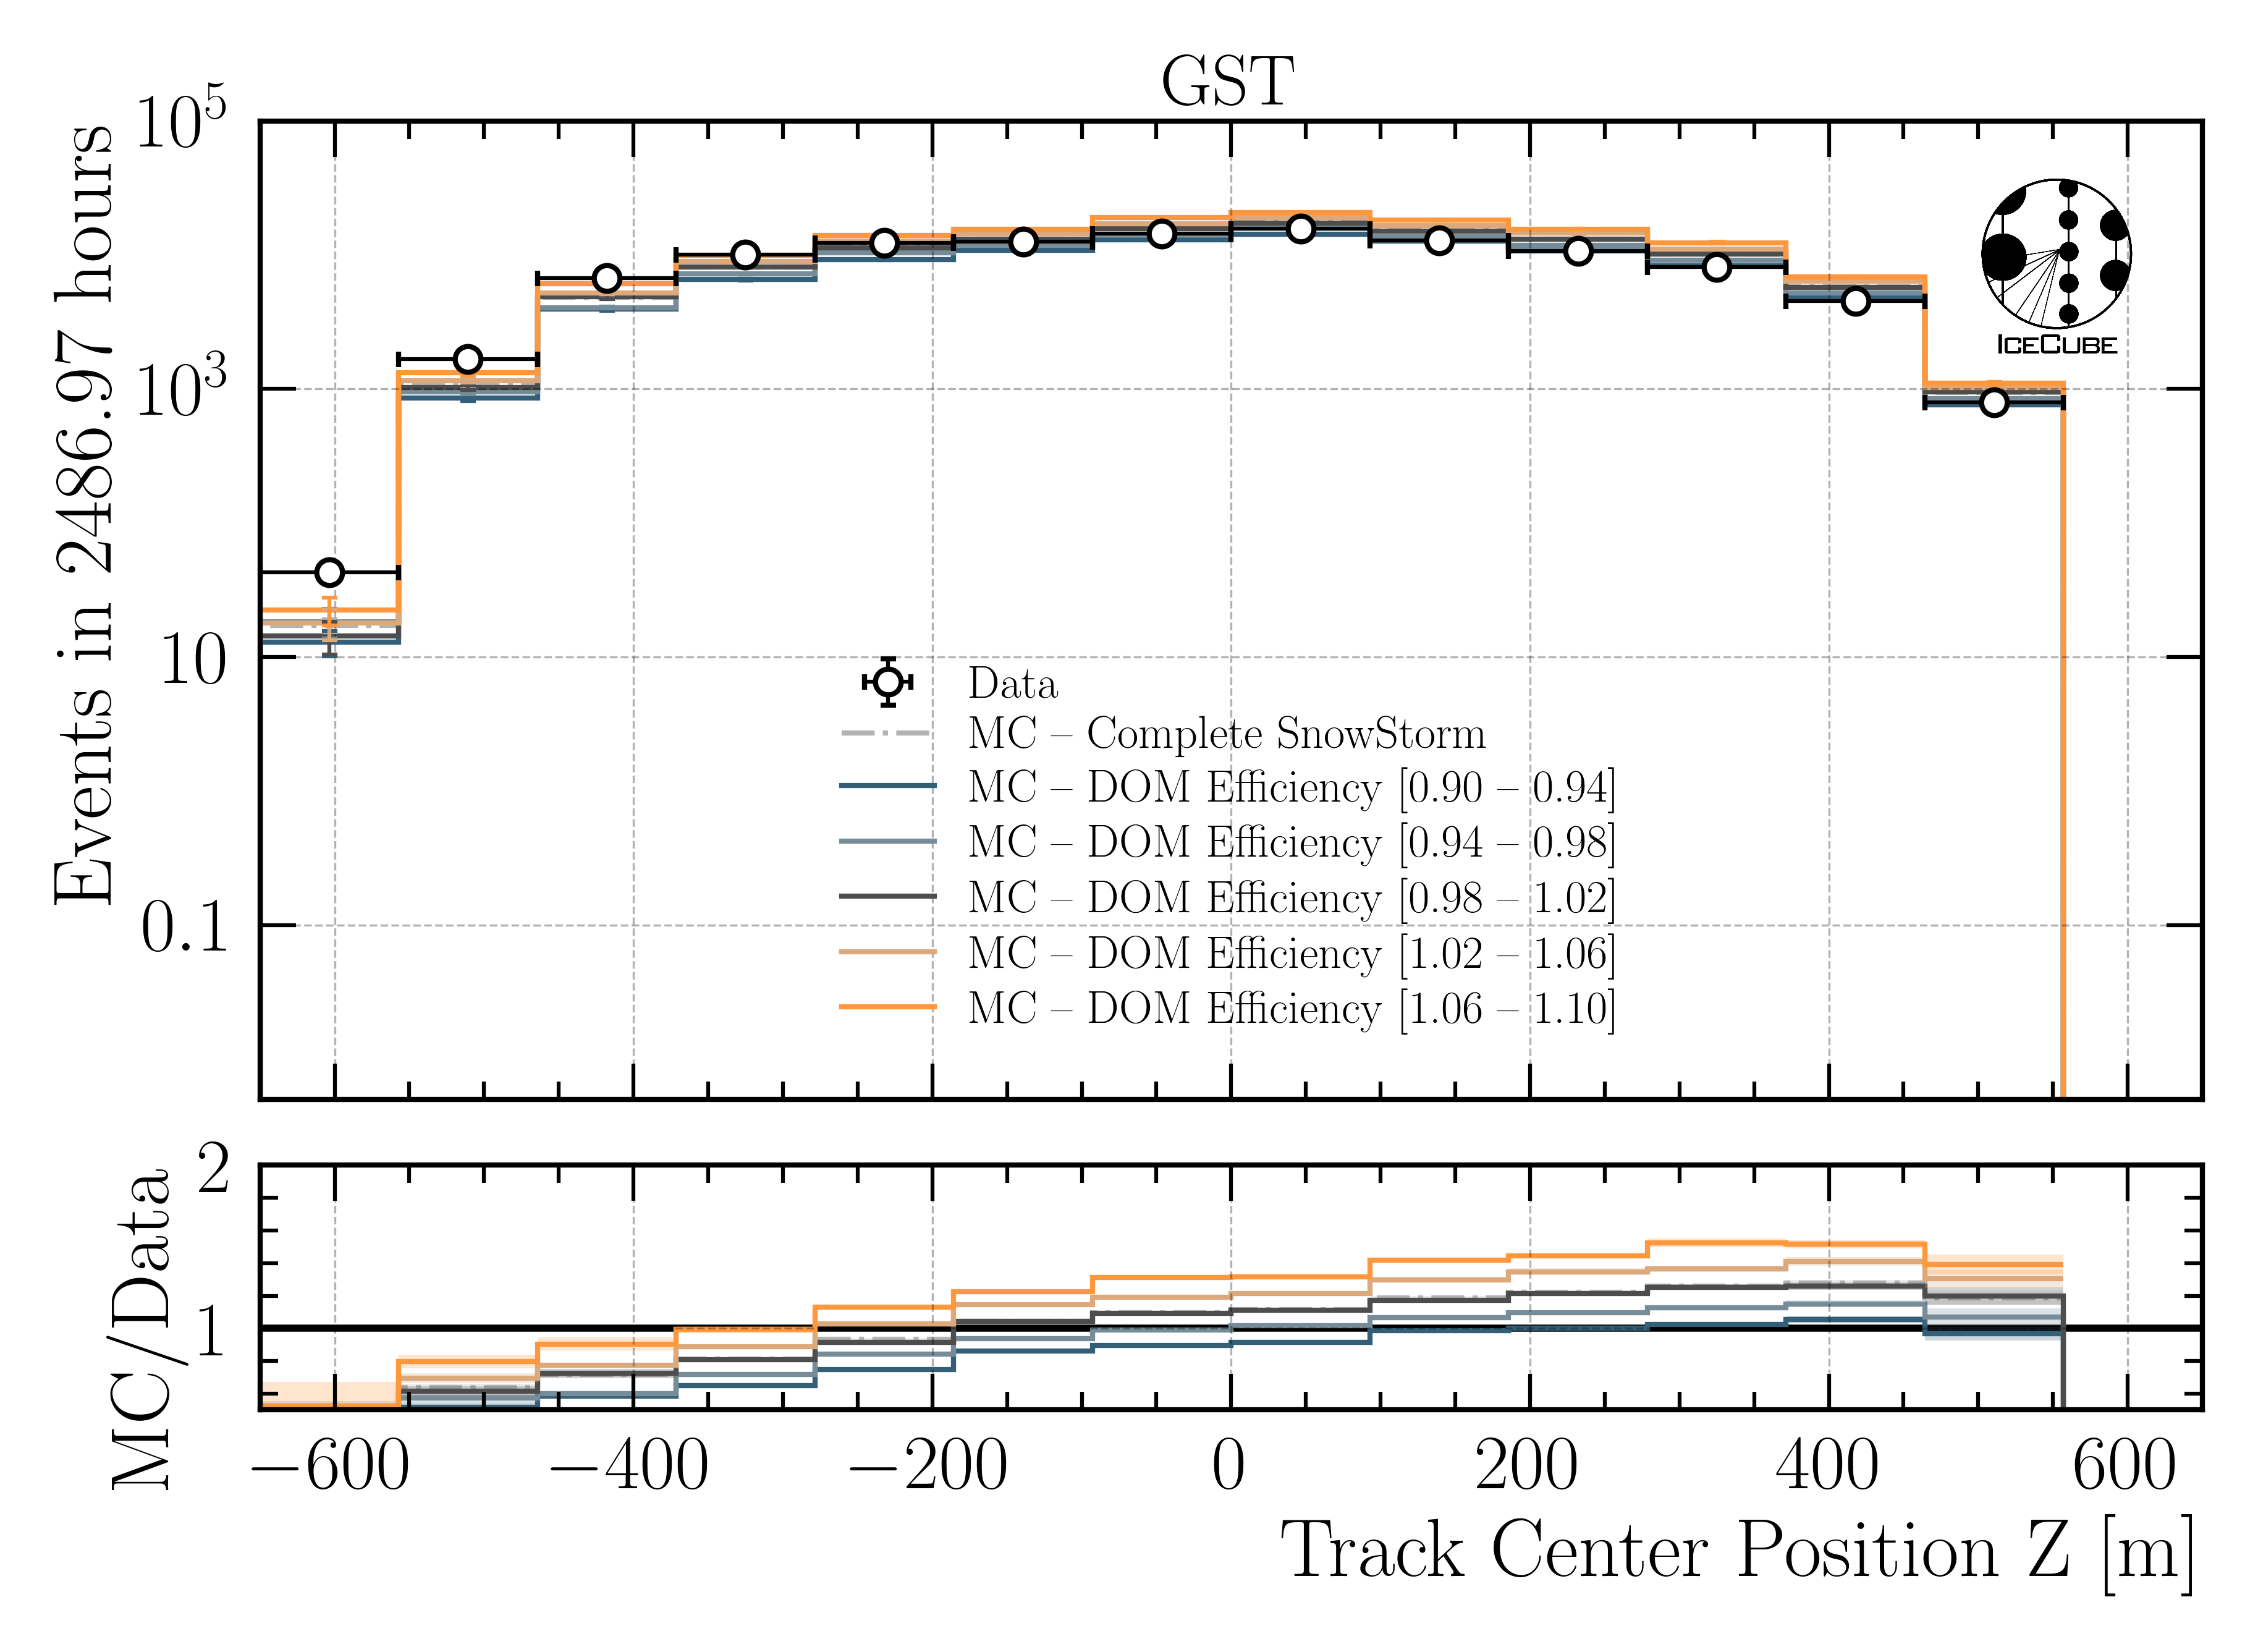 GST
Events in 2486.97 hours
10^5
10^3
10
0.1
ICECUBE
Data
MC – Complete SnowStorm
MC – DOM Efficiency [0.90 – 0.94]
MC – DOM Efficiency [0.94 – 0.98]
MC – DOM Efficiency [0.98 – 1.02]
MC – DOM Efficiency [1.02 – 1.06]
MC – DOM Efficiency [1.06 – 1.10]
MC/Data
2
1
−600 −400 −200 0 200 400 600
Track Center Position Z [m]